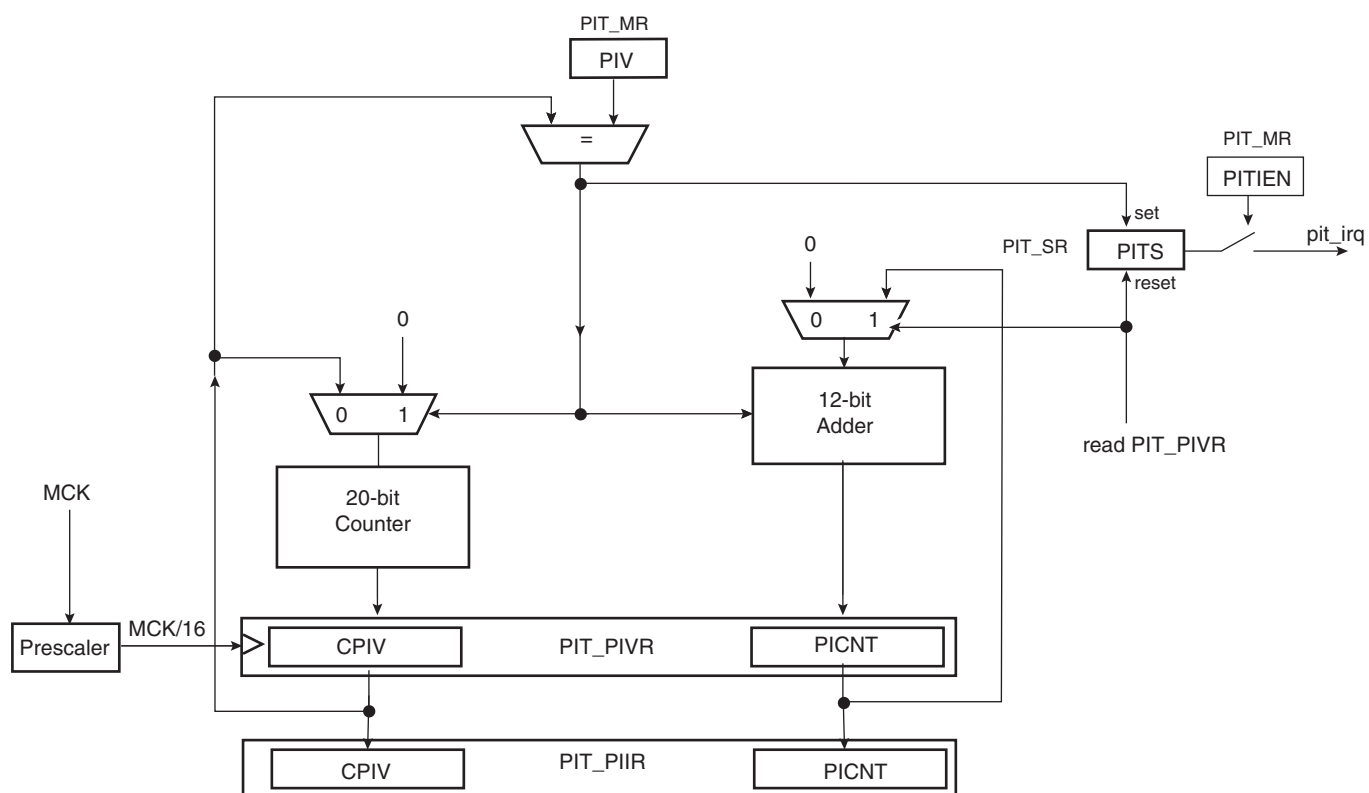 PIT_MR
PIV
=
PIT_MR
PITIEN
set
PIT_SR
PITS
pit_irq
reset
0
0 1
0
0 1
12-bit
Adder
read PIT_PIVR
MCK
20-bit
Counter
Prescaler
MCK/16
CPIV
PIT_PIVR
PICNT
CPIV
PIT_PIIR
PICNT